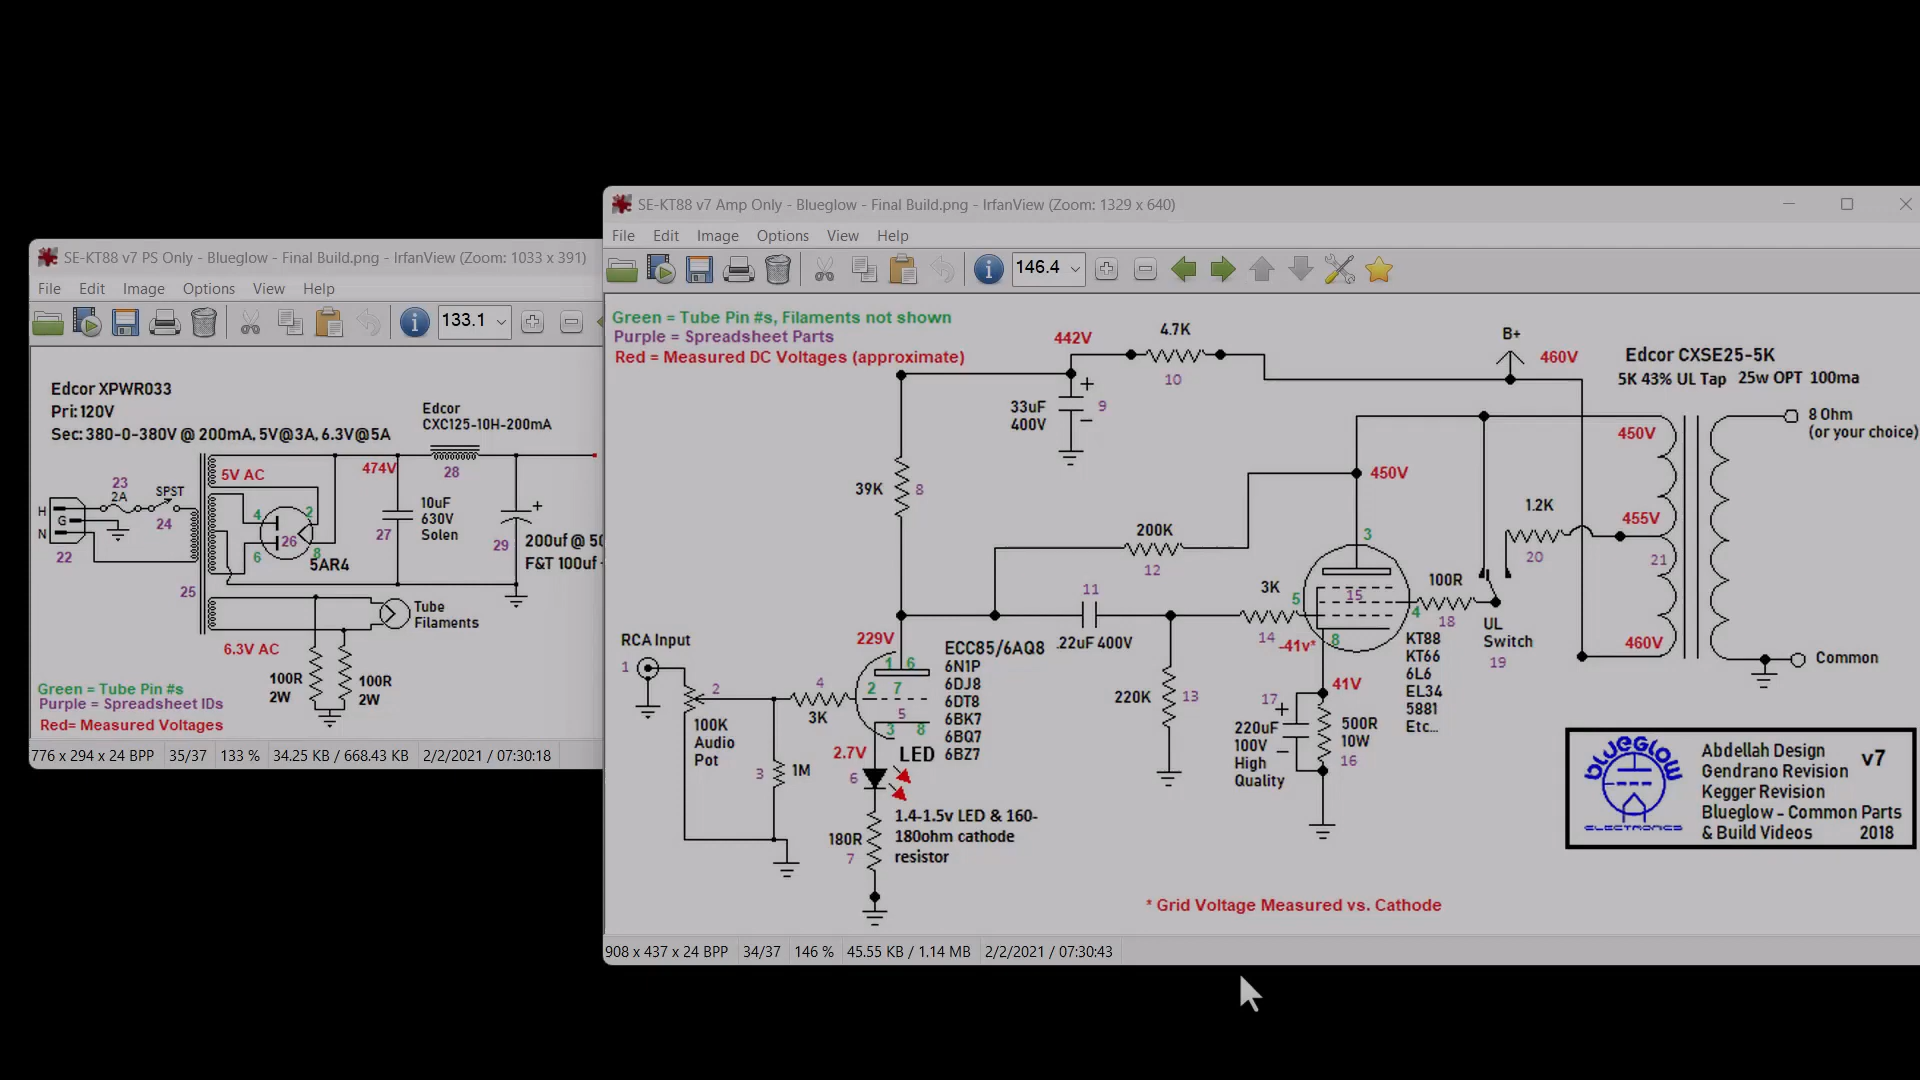 SE-KT88 v7 PS Only - Blueglow - Final Build.png - IrfanView (Zoom: 1033 x 391)
File Edit Image Options View Help
133.1
Edcor XPWR033
Pri: 120V
Sec: 380-0-380V @ 200mA, 5V@3A, 6.3V@5A
Edcor
CXC125-10H-200mA
28
5V AC
474V
23
2A
SPST
24
H
G
N
22
4
2
26
6
8
5AR4
10uF
630V
Solen
27
+
29
200uf @ 50
F&T 100uf
25
Tube
Filaments
6.3V AC
100R
2W
100R
2W
Green = Tube Pin #s
Purple = Spreadsheet IDs
Red= Measured Voltages
776 x 294 x 24 BPP 35/37 133 % 34.25 KB / 668.43 KB 2/2/2021 / 07:30:18
SE-KT88 v7 Amp Only - Blueglow - Final Build.png - IrfanView (Zoom: 1329 x 640)
File Edit Image Options View Help
146.4
Green = Tube Pin #s, Filaments not shown
Purple = Spreadsheet Parts
Red = Measured DC Voltages (approximate)
442V
4.7K
10
B+
460V
Edcor CXSE25-5K
5K 43% UL Tap 25w OPT 100ma
33uF
400V
+
-
9
8 Ohm
(or your choice)
450V
450V
39K
8
200K
12
1.2K
20
455V
21
3
11
.22uF 400V
3K
14
5
15
-41v*
8
4
100R
18
UL
Switch
19
460V
Common
KT88
KT66
6L6
EL34
5881
Etc...
RCA Input
1
2
100K
Audio
Pot
3
1M
4
3K
229V
1 6
2 7
5
3 8
ECC85/6AQ8
6N1P
6DJ8
6DT8
6BK7
6BQ7
6BZ7
2.7V
LED
6
1.4-1.5v LED & 160-
180ohm cathode
resistor
180R
7
220K
13
41V
17
+
-
220uF
100V
High
Quality
500R
10W
16
blueglow
ELECTRONICS
Abdellah Design v7
Gendrano Revision
Kegger Revision
Blueglow - Common Parts
& Build Videos 2018
* Grid Voltage Measured vs. Cathode
908 x 437 x 24 BPP 34/37 146 % 45.55 KB / 1.14 MB 2/2/2021 / 07:30:43